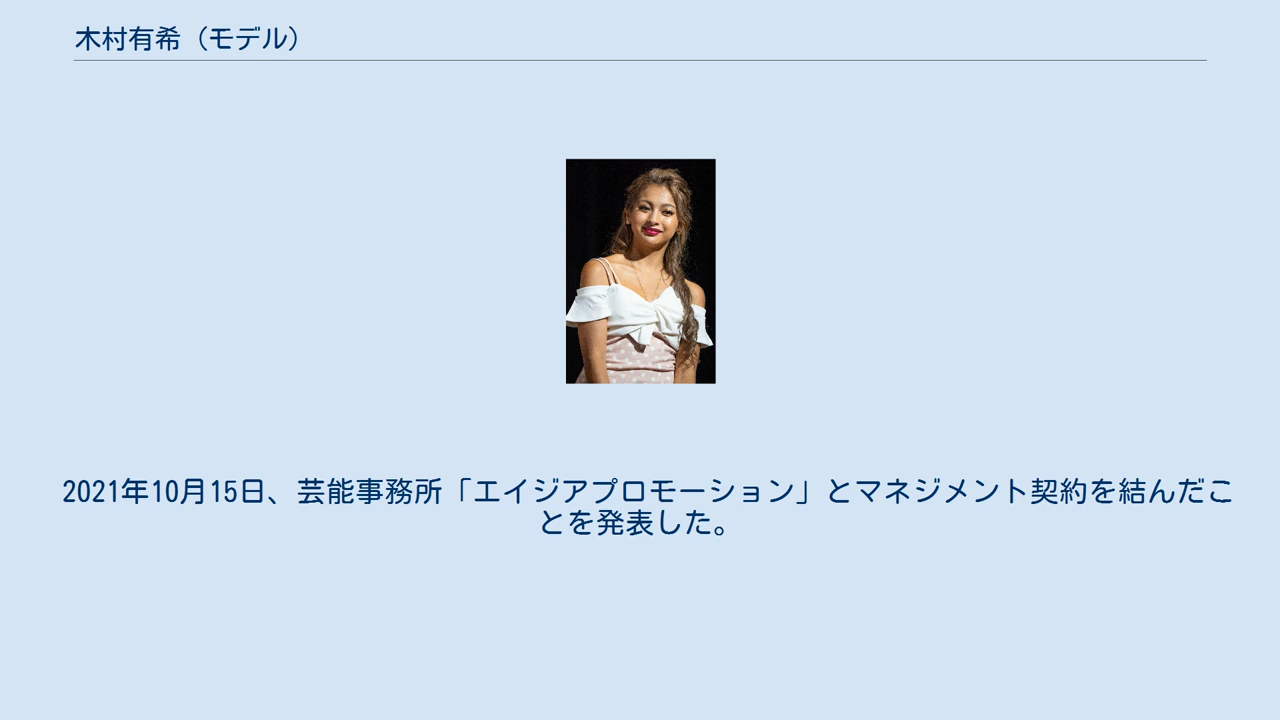 木村有希（モデル）
2021年10月15日、芸能事務所「エイジアプロモーション」とマネジメント契約を結んだこ
とを発表した。